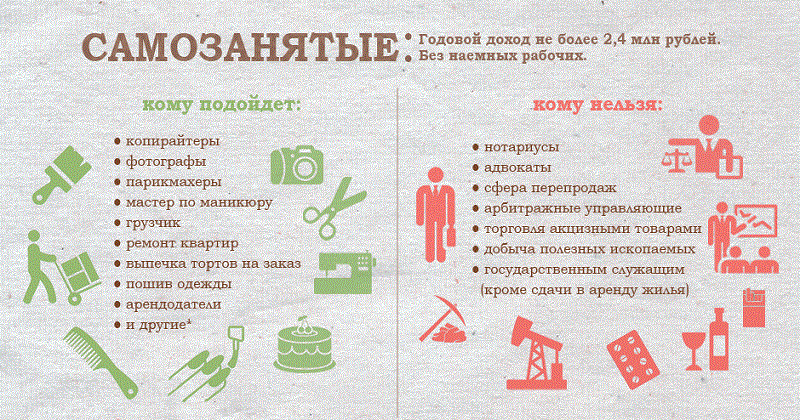 САМОЗАНЯТЫЕ:
Годовой доход не более 2,4 млн рублей.
Без наемных рабочих.
кому подойдет:
• копирайтеры
• фотографы
• парикмахеры
• мастер по маникюру
• грузчик
• ремонт квартир
• выпечка тортов на заказ
• пошив одежды
• арендодатели
• и другие*
кому нельзя:
• нотариусы
• адвокаты
• сфера перепродаж
• арбитражные управляющие
• торговля акцизными товарами
• добыча полезных ископаемых
• государственным служащим
(кроме сдачи в аренду жилья)